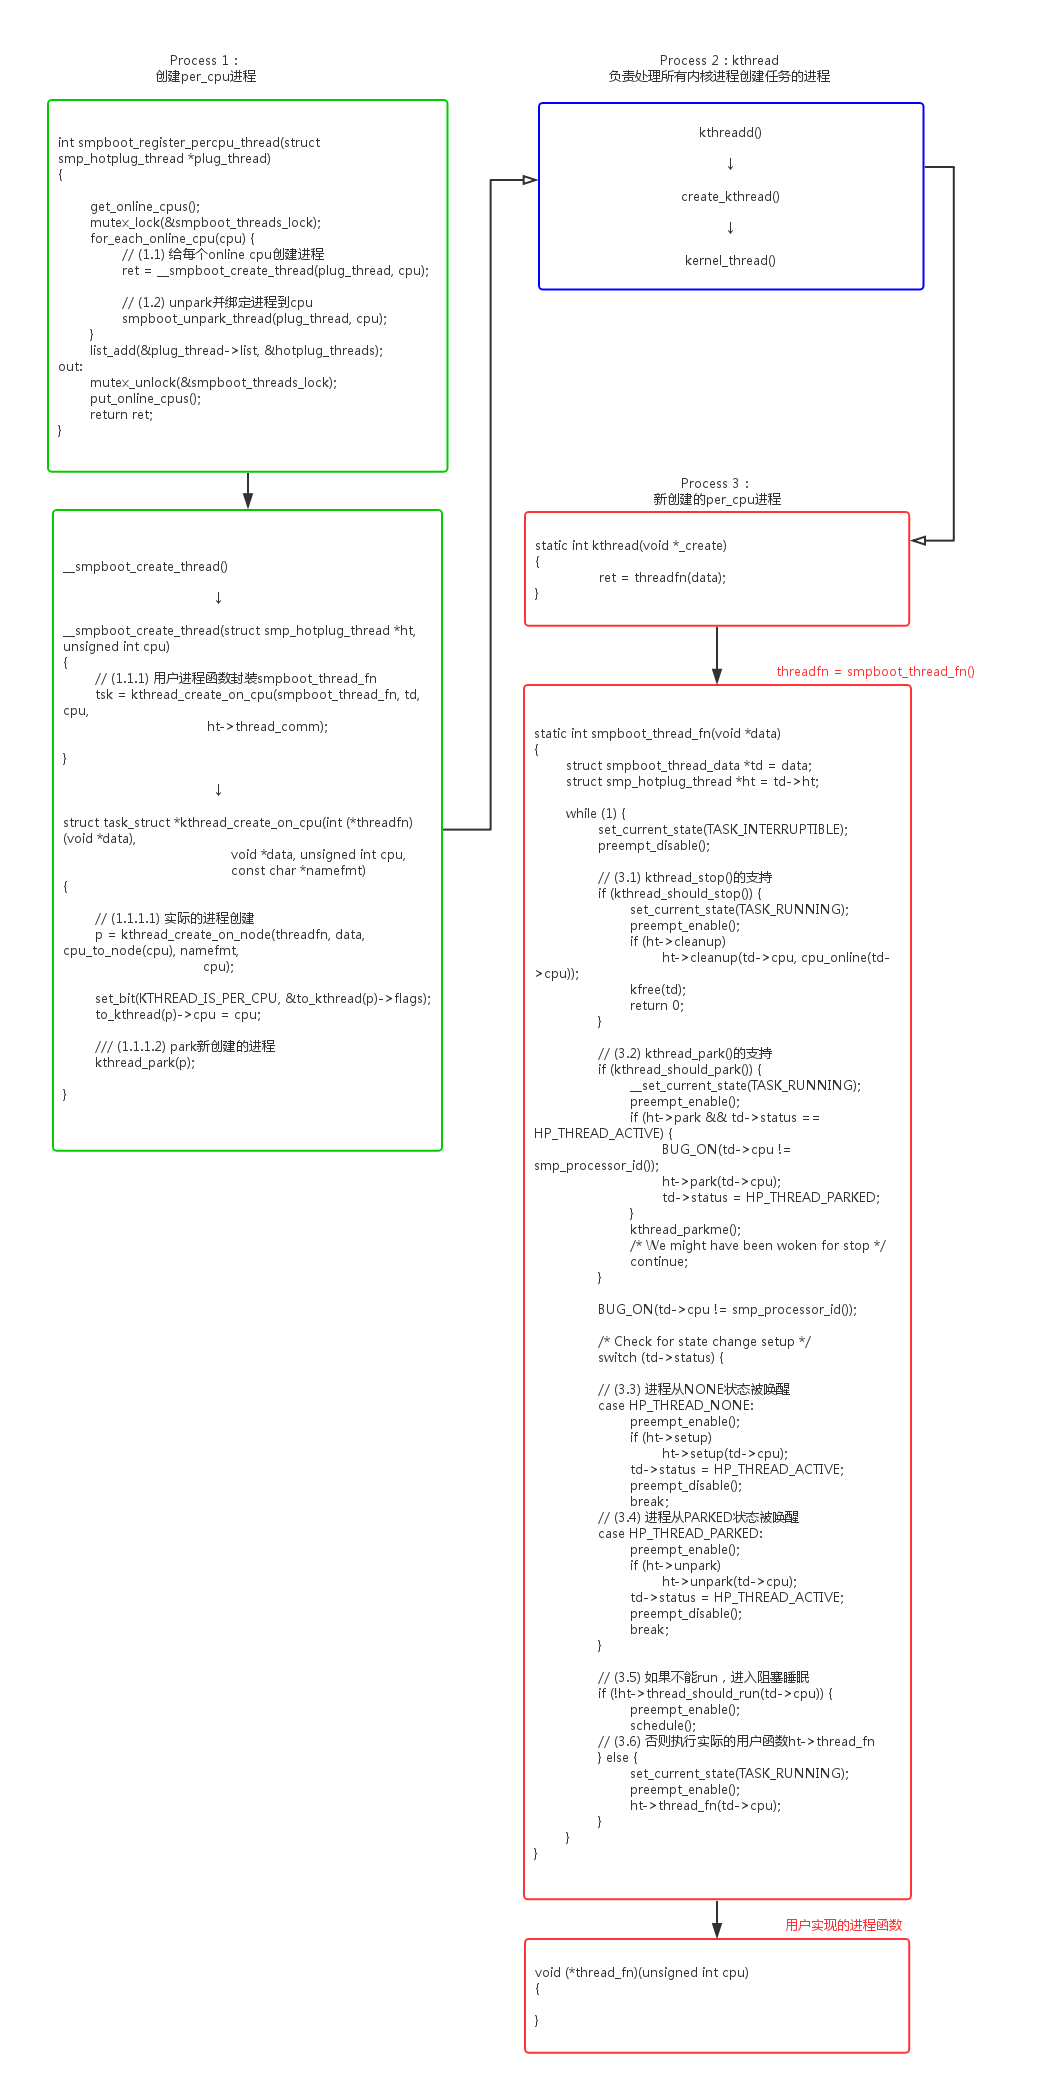 Process 1：
创建per_cpu进程
int smpboot_register_percpu_thread(struct
smp_hotplug_thread *plug_thread)
{
get_online_cpus();
mutex_lock(&smpboot_threads_lock);
for_each_online_cpu(cpu) {
// (1.1) 给每个online cpu创建进程
ret = __smpboot_create_thread(plug_thread, cpu);
// (1.2) unpark并绑定进程到cpu
smpboot_unpark_thread(plug_thread, cpu);
}
list_add(&plug_thread->list, &hotplug_threads);
out:
mutex_unlock(&smpboot_threads_lock);
put_online_cpus();
return ret;
}
__smpboot_create_thread()
↓
__smpboot_create_thread(struct smp_hotplug_thread *ht,
unsigned int cpu)
{
// (1.1.1) 用户进程函数封装smpboot_thread_fn
tsk = kthread_create_on_cpu(smpboot_thread_fn, td,
cpu,
ht->thread_comm);
}
↓
struct task_struct *kthread_create_on_cpu(int (*threadfn)
(void *data),
void *data, unsigned int cpu,
const char *namefmt)
{
// (1.1.1.1) 实际的进程创建
p = kthread_create_on_node(threadfn, data,
cpu_to_node(cpu), namefmt,
cpu);
set_bit(KTHREAD_IS_PER_CPU, &to_kthread(p)->flags);
to_kthread(p)->cpu = cpu;
/// (1.1.1.2) park新创建的进程
kthread_park(p);
}
Process 2：kthread
负责处理所有内核进程创建任务的进程
kthreadd()
↓
create_kthread()
↓
kernel_thread()
Process 3：
新创建的per_cpu进程
static int kthread(void *_create)
{
ret = threadfn(data);
}
threadfn = smpboot_thread_fn()
static int smpboot_thread_fn(void *data)
{
struct smpboot_thread_data *td = data;
struct smp_hotplug_thread *ht = td->ht;
while (1) {
set_current_state(TASK_INTERRUPTIBLE);
preempt_disable();
// (3.1) kthread_stop()的支持
if (kthread_should_stop()) {
set_current_state(TASK_RUNNING);
preempt_enable();
if (ht->cleanup)
ht->cleanup(td->cpu, cpu_online(td-
>cpu));
kfree(td);
return 0;
}
// (3.2) kthread_park()的支持
if (kthread_should_park()) {
__set_current_state(TASK_RUNNING);
preempt_enable();
if (ht->park && td->status ==
HP_THREAD_ACTIVE) {
BUG_ON(td->cpu !=
smp_processor_id());
ht->park(td->cpu);
td->status = HP_THREAD_PARKED;
}
kthread_parkme();
/* We might have been woken for stop */
continue;
}
BUG_ON(td->cpu != smp_processor_id());
/* Check for state change setup */
switch (td->status) {
// (3.3) 进程从NONE状态被唤醒
case HP_THREAD_NONE:
preempt_enable();
if (ht->setup)
ht->setup(td->cpu);
td->status = HP_THREAD_ACTIVE;
preempt_disable();
break;
// (3.4) 进程从PARKED状态被唤醒
case HP_THREAD_PARKED:
preempt_enable();
if (ht->unpark)
ht->unpark(td->cpu);
td->status = HP_THREAD_ACTIVE;
preempt_disable();
break;
}
// (3.5) 如果不能run，进入阻塞睡眠
if (!ht->thread_should_run(td->cpu)) {
preempt_enable();
schedule();
// (3.6) 否则执行实际的用户函数ht->thread_fn
} else {
set_current_state(TASK_RUNNING);
preempt_enable();
ht->thread_fn(td->cpu);
}
}
}
用户实现的进程函数
void (*thread_fn)(unsigned int cpu)
{
}